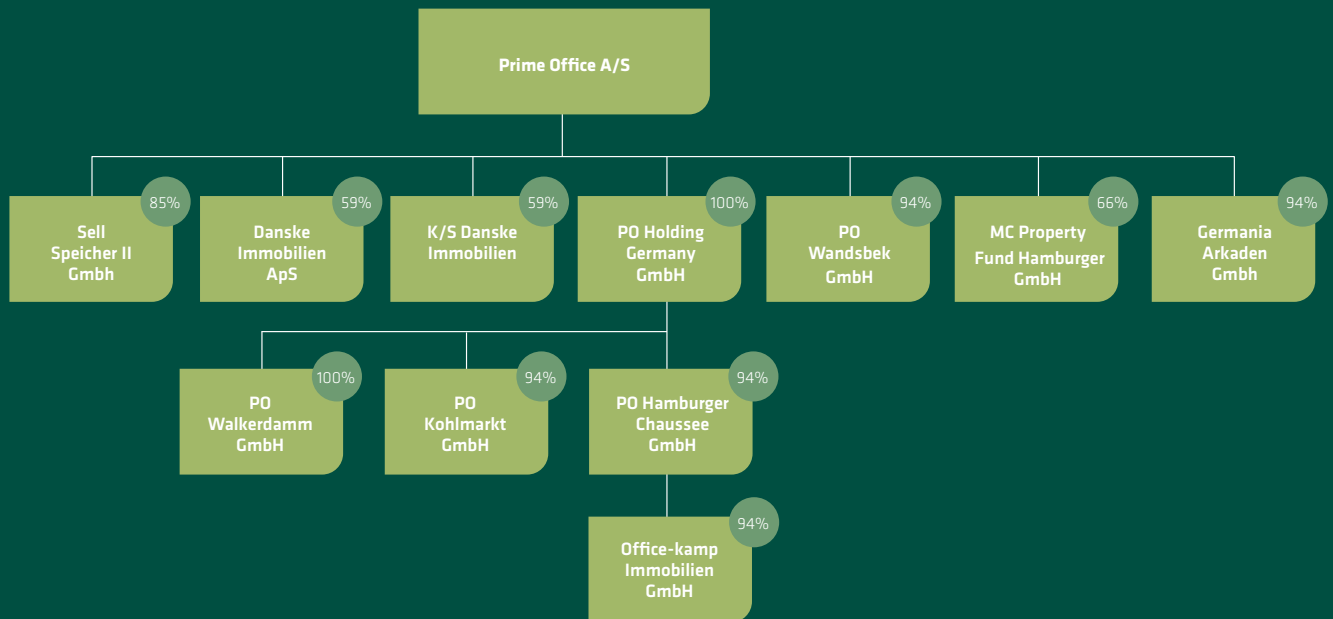 Prime Office A/S
85%
Sell
Speicher II
Gmbh
59%
Danske
Immobilien
ApS
59%
K/S Danske
Immobilien
100%
PO Holding
Germany
GmbH
94%
PO
Wandsbek
GmbH
66%
MC Property
Fund Hamburger
GmbH
94%
Germania
Arkaden
Gmbh
100%
PO
Walkerdamm
GmbH
94%
PO
Kohlmarkt
GmbH
94%
PO Hamburger
Chaussee
GmbH
94%
Office-kamp
Immobilien
GmbH